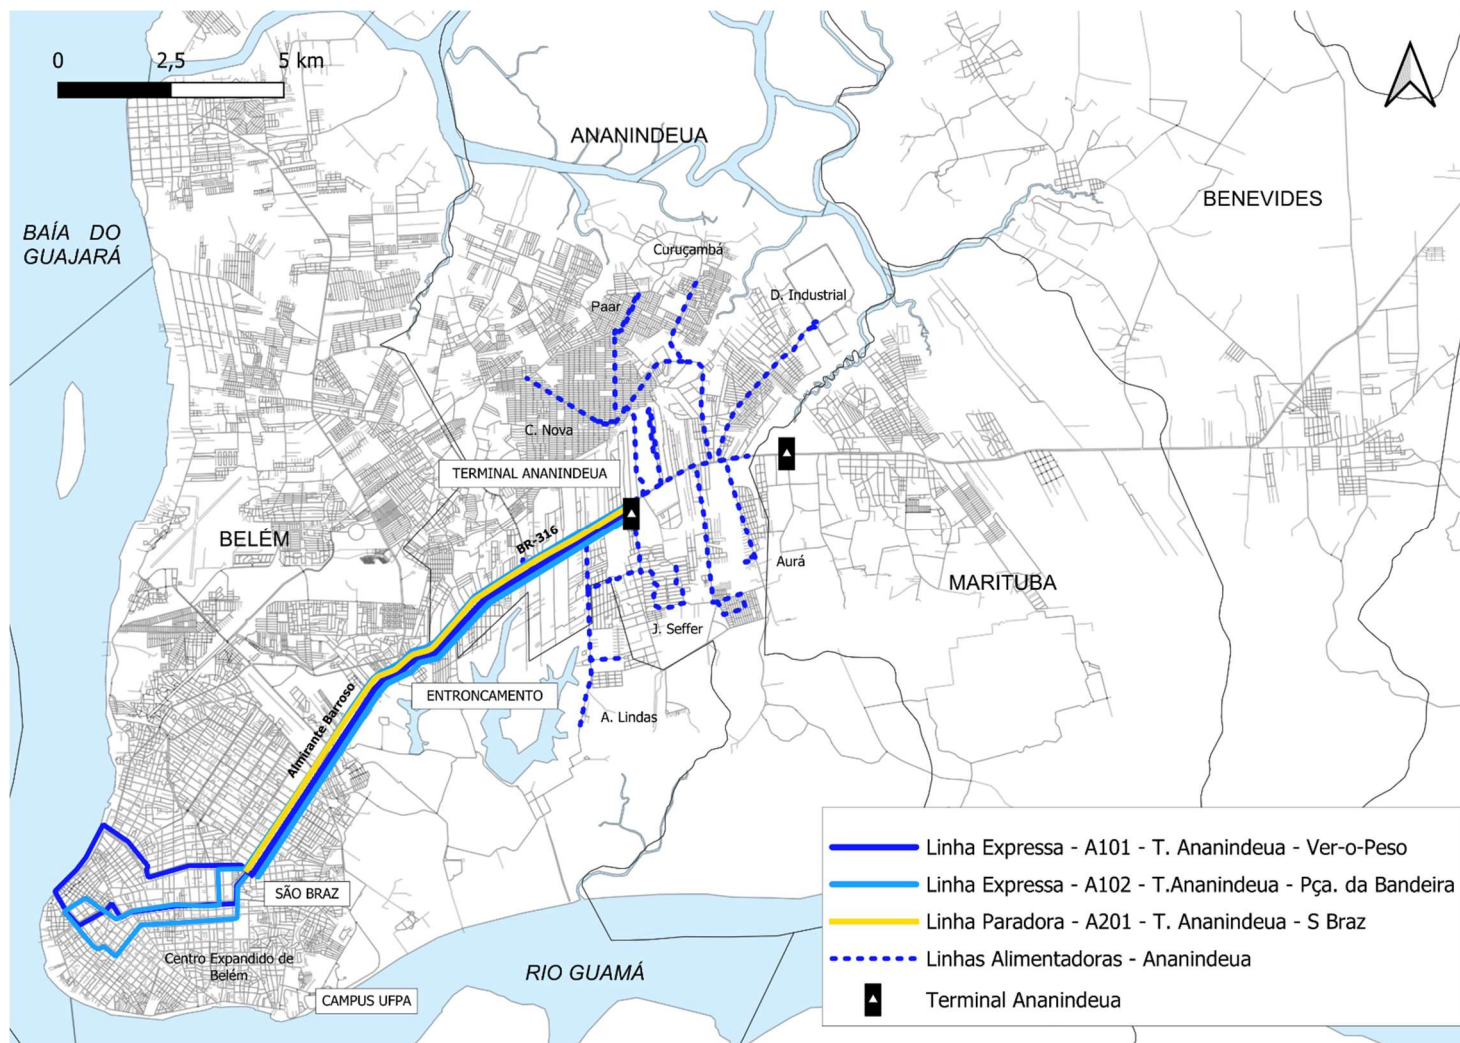 0 2,5 5 km
ANANINDEUA
BENEVIDES
BAÍA DO
GUAJARÁ
Curuçambá
D. Industrial
Paar
C. Nova
TERMINAL ANANINDEUA
BELÉM
BR-316
Aurá
MARITUBA
J. Seffer
ENTRONCAMENTO
A. Lindas
Almirante Barroso
SÃO BRAZ
Centro Expandido de
Belém
RIO GUAMÁ
CAMPUS UFPA
Linha Expressa - A101 - T. Ananindeua - Ver-o-Peso
Linha Expressa - A102 - T.Ananindeua - Pça. da Bandeira
Linha Paradora - A201 - T. Ananindeua - S Braz
Linhas Alimentadoras - Ananindeua
Terminal Ananindeua